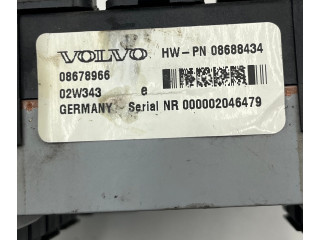 VOLVO HW-PN 08688434
08678966
02W343 e
GERMANY Serial NR 000002046479